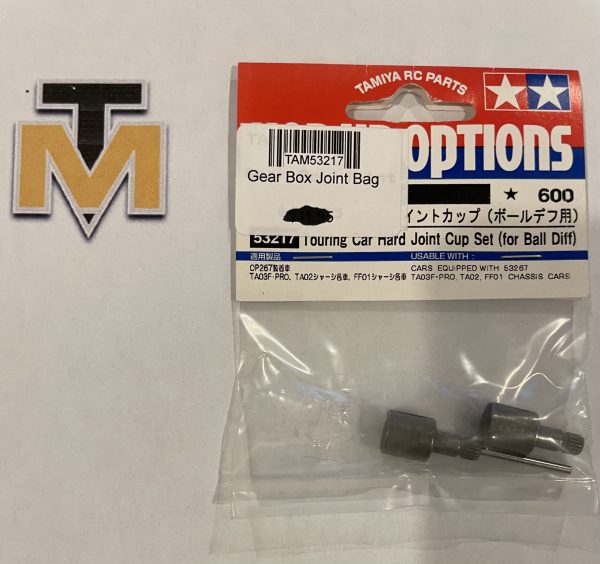 TM
TAMIYA RC PARTS
OPTIONS
TAM53217
Gear Box Joint Bag
★ 600
イントカップ (ボールデフ用)
53217 Touring Car Hard Joint Cup Set (for Ball Diff)
適用製品
USABLE WITH :
OP267装着車
CARS EQUIPPED WITH 53267
TA03F・PRO, TA02シャーシ各車, FF01シャーシ各車
TA03F・PRO, TA02, FF01 CHASSIS CARS